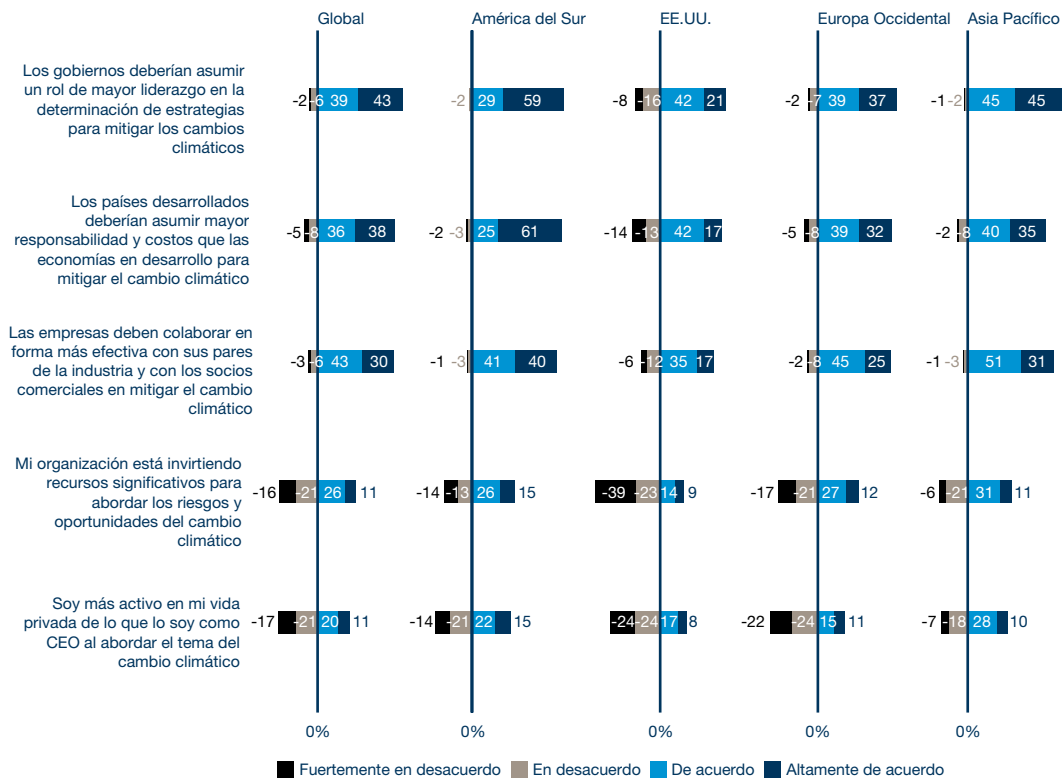 Global América del Sur EE.UU. Europa Occidental Asia Pacífico
Los gobiernos deberían asumir
un rol de mayor liderazgo en la
determinación de estrategias
para mitigar los cambios
climáticos
-2 -6 39 43 -2 29 59 -8 -16 42 21 -2 -7 39 37 -1 -2 45 45
Los países desarrollados
deberían asumir mayor
responsabilidad y costos que las
economías en desarrollo para
mitigar el cambio climático
-5 -8 36 38 -2 -3 25 61 -14 -13 42 17 -5 -8 39 32 -2 -8 40 35
Las empresas deben colaborar en
forma más efectiva con sus pares
de la industria y con los socios
comerciales en mitigar el cambio
climático
-3 -6 43 30 -1 -3 41 40 -6 -12 35 17 -2 -8 45 25 -1 -3 51 31
Mi organización está invirtiendo
recursos significativos para
abordar los riesgos y
oportunidades del cambio
climático
-16 -21 26 11 -14 -13 26 15 -39 -23 14 9 -17 -21 27 12 -6 -21 31 11
Soy más activo en mi vida
privada de lo que lo soy como
CEO al abordar el tema del
cambio climático
-17 -21 20 11 -14 -21 22 15 -24 -24 17 8 -22 -24 15 11 -7 -18 28 10
0% 0% 0% 0% 0%
Fuertemente en desacuerdo En desacuerdo De acuerdo Altamente de acuerdo